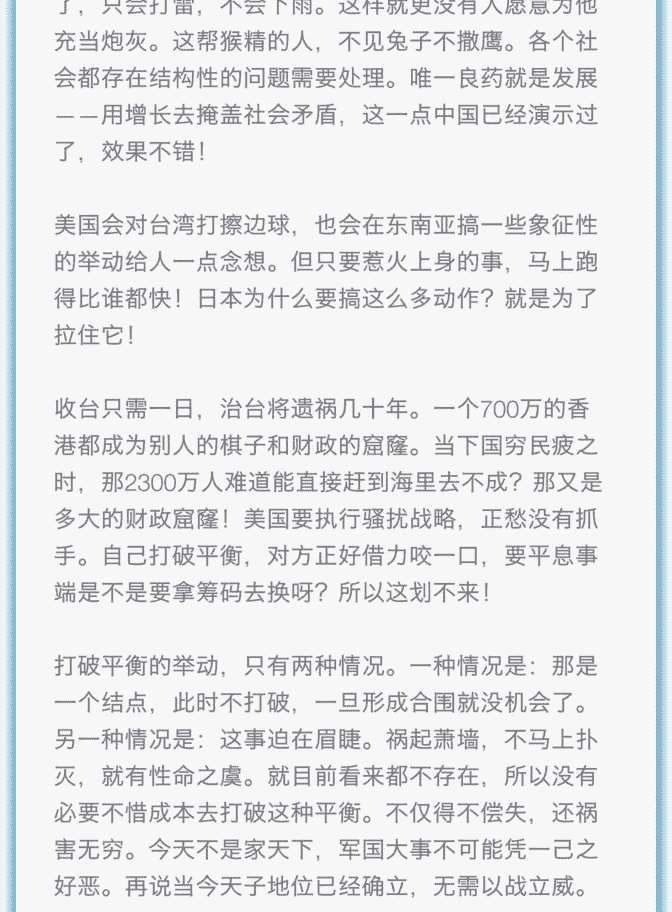 了，只会打雷，不会下雨。这样就更没有人愿意为他
充当炮灰。这帮猴精的人，不见兔子不撒鹰。各个社
会都存在结构性的问题需要处理。唯一良药就是发展
——用增长去掩盖社会矛盾，这一点中国已经演示过
了，效果不错！
美国会对台湾打擦边球，也会在东南亚搞一些象征性
的举动给人一点念想。但只要惹火上身的事，马上跑
得比谁都快！日本为什么要搞这么多动作？就是为了
拉住它！
收台只需一日，治台将遗祸几十年。一个700万的香
港都成为别人的棋子和财政的窟窿。当下国穷民疲之
时，那2300万人难道能直接赶到海里去不成？那又是
多大的财政窟窿！美国要执行骚扰战略，正愁没有抓
手。自己打破平衡，对方正好借力咬一口，要平息事
端是不是要拿筹码去换呀？所以这划不来！
打破平衡的举动，只有两种情况。一种情况是：那是
一个结点，此时不打破，一旦形成合围就没机会了。
另一种情况是：这事迫在眉睫。祸起萧墙，不马上扑
灭，就有性命之虞。就目前看来都不存在，所以没有
必要不惜成本去打破这种平衡。不仅得不偿失，还祸
害无穷。今天不是家天下，军国大事不可能凭一己之
好恶。再说当今天子地位已经确立，无需以战立威。